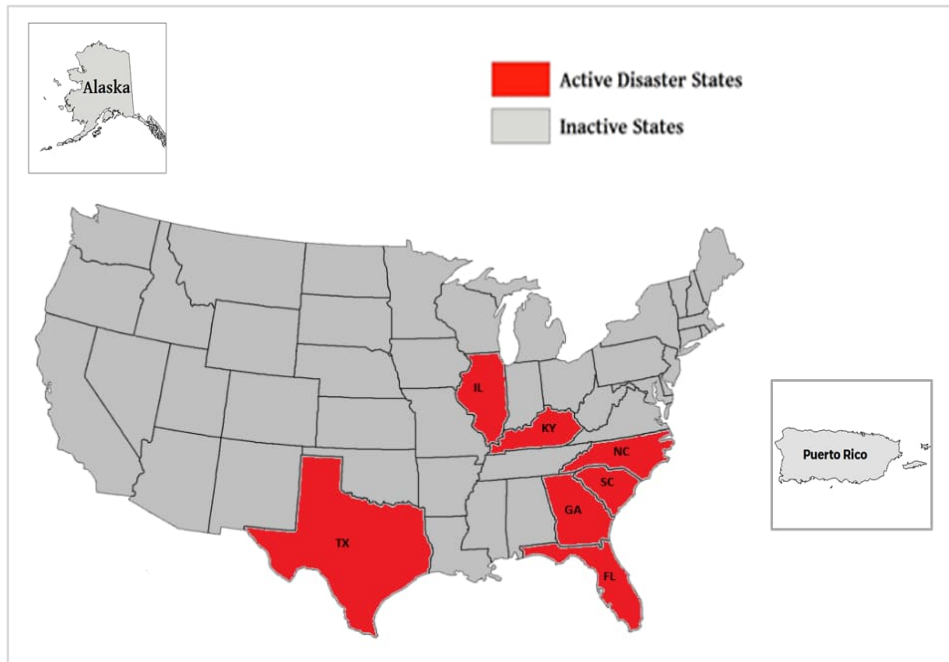 Alaska
Active Disaster States
Inactive States
IL
KY
NC
SC
GA
TX
FL
Puerto Rico